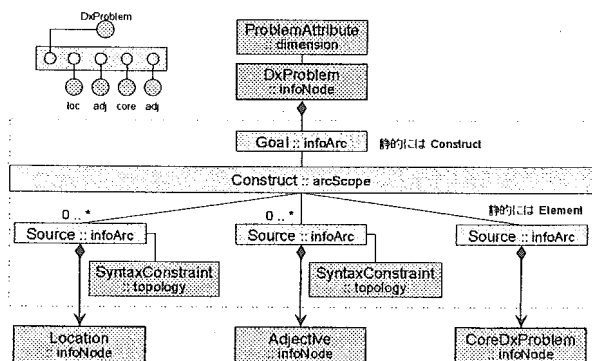 DxProblem
loc adj core adj
ProblemAttribute
:: dimension
DxProblem
:: infoNode
Goal :: infoArc
静的には Construct
Construct :: arcScope
0 .. *
0 .. *
静的には Element
Source :: infoArc
Source :: infoArc
Source :: infoArc
SyntaxConstraint
:: topology
SyntaxConstraint
:: topology
Location
:: infoNode
Adjective
:: infoNode
CoreDxProblem
infoNode